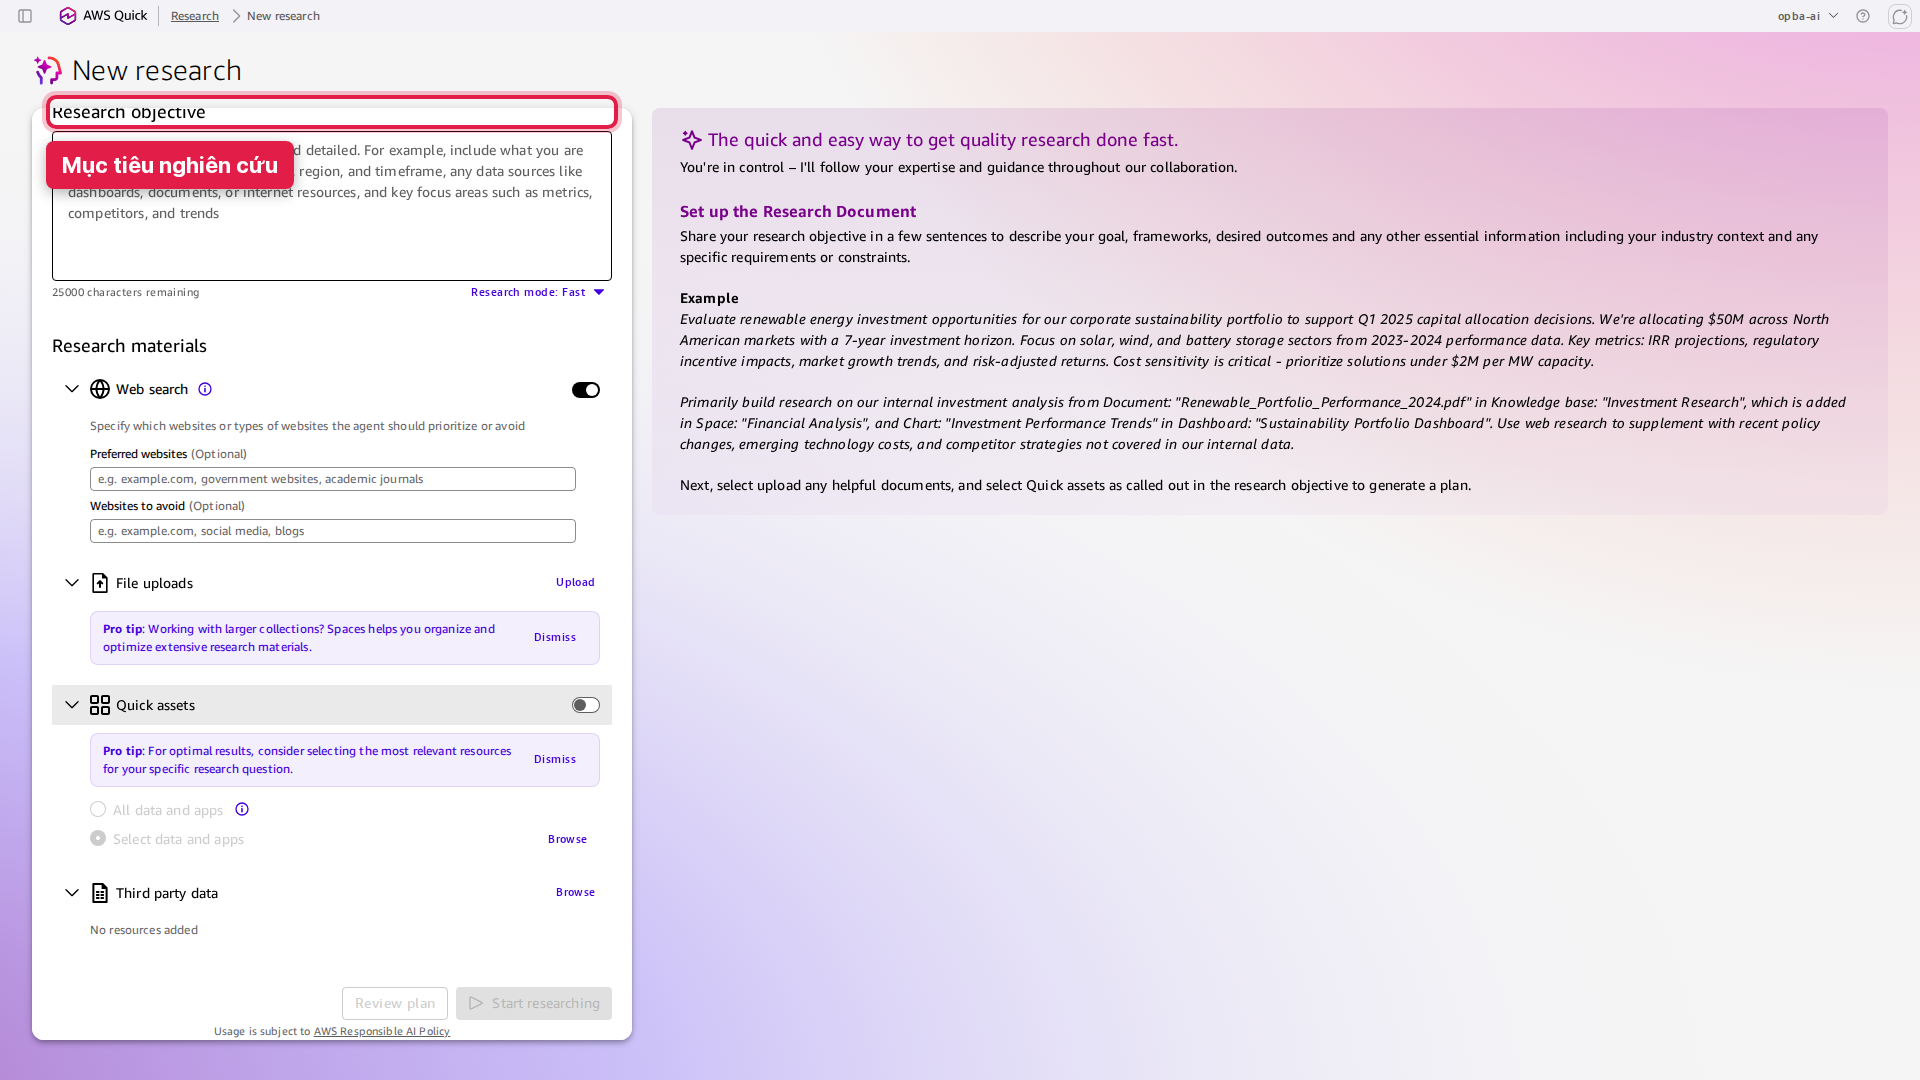 AWS Quick
Research
New research
opba-ai
New research
Research objective
Mục tiêu nghiên cứu
d detailed. For example, include what you are
region, and timeframe, any data sources like
dashboards, documents, or internet resources, and key focus areas such as metrics,
competitors, and trends
25000 characters remaining
Research mode: Fast
Research materials
Web search
Specify which websites or types of websites the agent should prioritize or avoid
Preferred websites (Optional)
e.g. example.com, government websites, academic journals
Websites to avoid (Optional)
e.g. example.com, social media, blogs
File uploads
Upload
Pro tip: Working with larger collections? Spaces helps you organize and
optimize extensive research materials.
Dismiss
Quick assets
Pro tip: For optimal results, consider selecting the most relevant resources
for your specific research question.
Dismiss
All data and apps
Select data and apps
Browse
Third party data
Browse
No resources added
Review plan
Start researching
Usage is subject to AWS Responsible AI Policy
The quick and easy way to get quality research done fast.
You're in control – I'll follow your expertise and guidance throughout our collaboration.
Set up the Research Document
Share your research objective in a few sentences to describe your goal, frameworks, desired outcomes and any other essential information including your industry context and any
specific requirements or constraints.
Example
Evaluate renewable energy investment opportunities for our corporate sustainability portfolio to support Q1 2025 capital allocation decisions. We're allocating $50M across North
American markets with a 7-year investment horizon. Focus on solar, wind, and battery storage sectors from 2023-2024 performance data. Key metrics: IRR projections, regulatory
incentive impacts, market growth trends, and risk-adjusted returns. Cost sensitivity is critical - prioritize solutions under $2M per MW capacity.
Primarily build research on our internal investment analysis from Document: "Renewable_Portfolio_Performance_2024.pdf" in Knowledge base: "Investment Research", which is added
in Space: "Financial Analysis", and Chart: "Investment Performance Trends" in Dashboard: "Sustainability Portfolio Dashboard". Use web research to supplement with recent policy
changes, emerging technology costs, and competitor strategies not covered in our internal data.
Next, select upload any helpful documents, and select Quick assets as called out in the research objective to generate a plan.